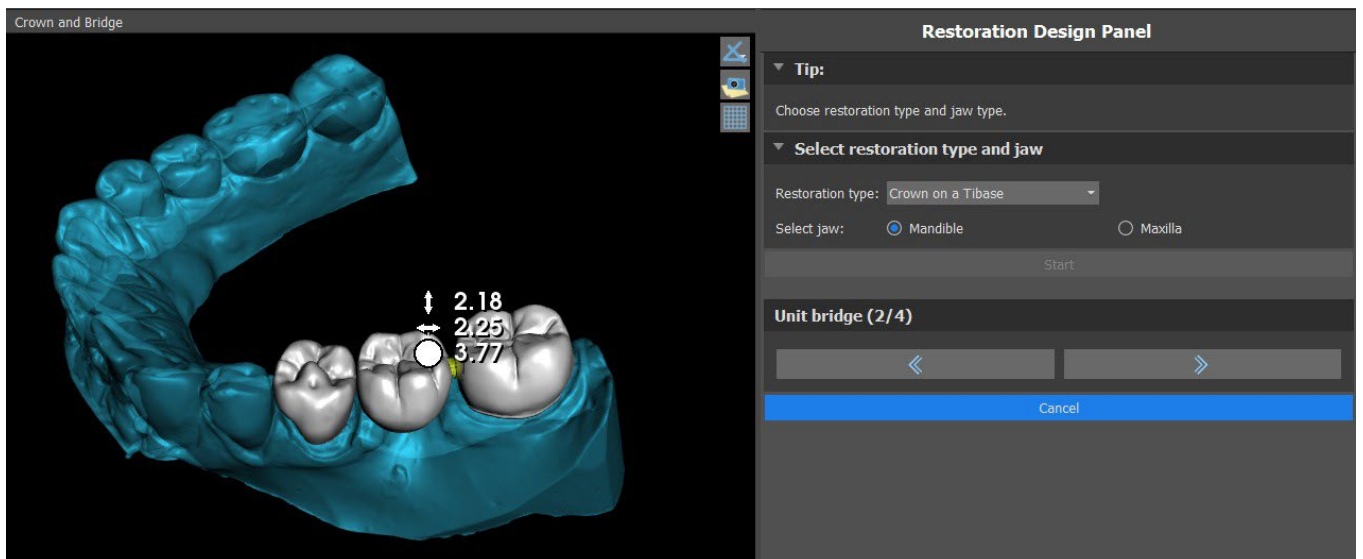 Crown and Bridge
2.18
2.25
3.77
Restoration Design Panel
Tip:
Choose restoration type and jaw type.
Select restoration type and jaw
Restoration type: Crown on a Tibase
Select jaw: Mandible Maxilla
Start
Unit bridge (2/4)
Cancel